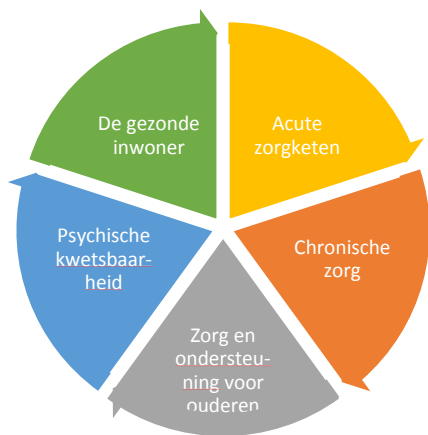 De gezonde
inwoner
Acute
zorgketen
Psychische
kwetsbaar-
heid
Chronische
zorg
Zorg en
ondersteu-
ning voor
ouderen